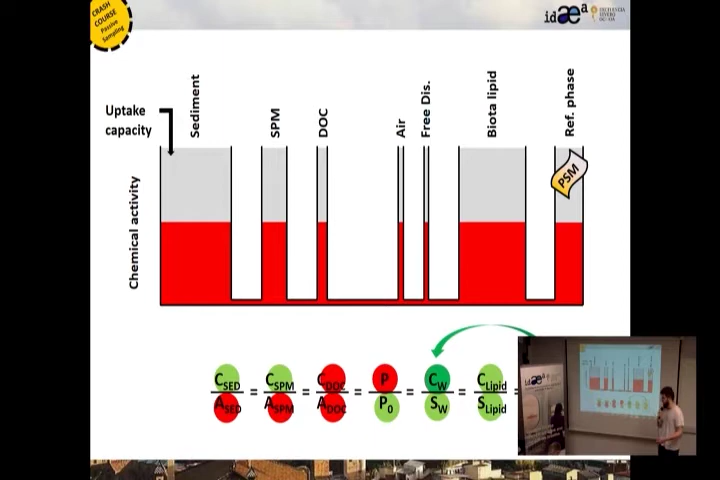 CRASH
COURSE
Passive
Sampling
idæa
Uptake
capacity
Sediment
SPM
DOC
Air
Free Dis.
Biota lipid
Ref. phase
PSM
Chemical activity
C_SED / A_SED = C_SPM / A_SPM = C_DOC / A_DOC = P / P_0 = C_W / S_W = C_Lipid / S_Lipid =